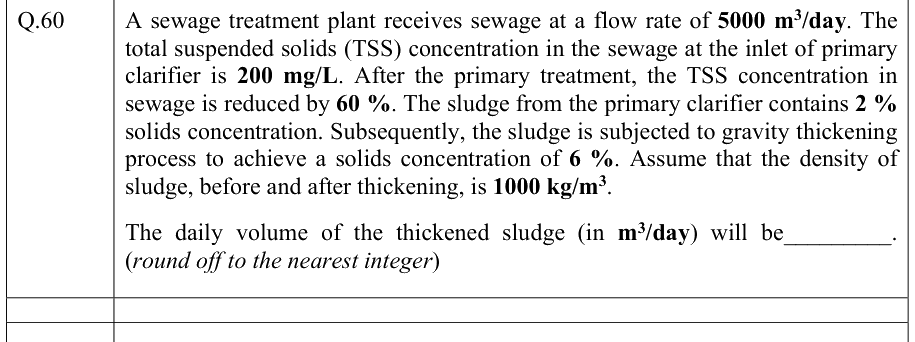 Q.60
A sewage treatment plant receives sewage at a flow rate of 5000 m³/day. The
total suspended solids (TSS) concentration in the sewage at the inlet of primary
clarifier is 200 mg/L. After the primary treatment, the TSS concentration in
sewage is reduced by 60 %. The sludge from the primary clarifier contains 2 %
solids concentration. Subsequently, the sludge is subjected to gravity thickening
process to achieve a solids concentration of 6 %. Assume that the density of
sludge, before and after thickening, is 1000 kg/m³.
The daily volume of the thickened sludge (in m³/day) will be__________.
(round off to the nearest integer)